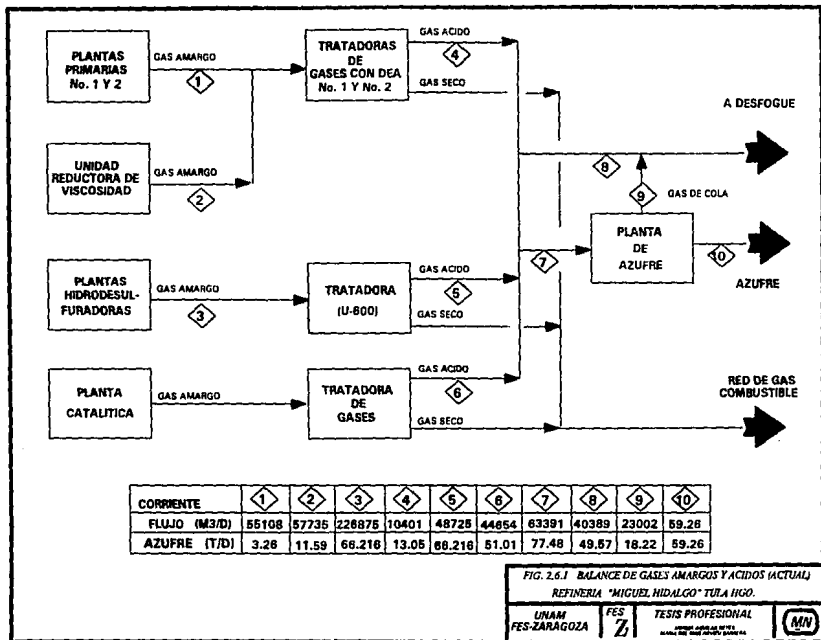 PLANTAS
PRIMARIAS
No. 1 Y 2
GAS AMARGO
1
TRATADORAS
DE
GASES CON DEA
No. 1 Y No. 2
GAS ACIDO
4
GAS SECO
UNIDAD
REDUCTORA DE
VISCOSIDAD
GAS AMARGO
2
A DESFOGUE
8
9
GAS DE COLA
PLANTA
DE
AZUFRE
7
10
AZUFRE
PLANTAS
HIDRODESUL-
FURADORAS
GAS AMARGO
3
TRATADORA
(U-600)
GAS ACIDO
5
GAS SECO
PLANTA
CATALITICA
GAS AMARGO
TRATADORA
DE
GASES
GAS ACIDO
6
GAS SECO
RED DE GAS
COMBUSTIBLE
CORRIENTE 1 2 3 4 5 6 7 8 9 10
FLUJO (M3/D) 55108 57735 226875 10401 48725 44654 63391 40389 23002 59.26
AZUFRE (T/D) 3.26 11.59 66.216 13.05 66.216 51.01 77.48 49.57 18.22 59.26
FIG. 2.6.1 BALANCE DE GASES AMARGOS Y ACIDOS (ACTUAL)
REFINERIA "MIGUEL HIDALGO" TULA HGO.
UNAM
FES-ZARAGOZA
FES
Z
TESIS PROFESIONAL
MN